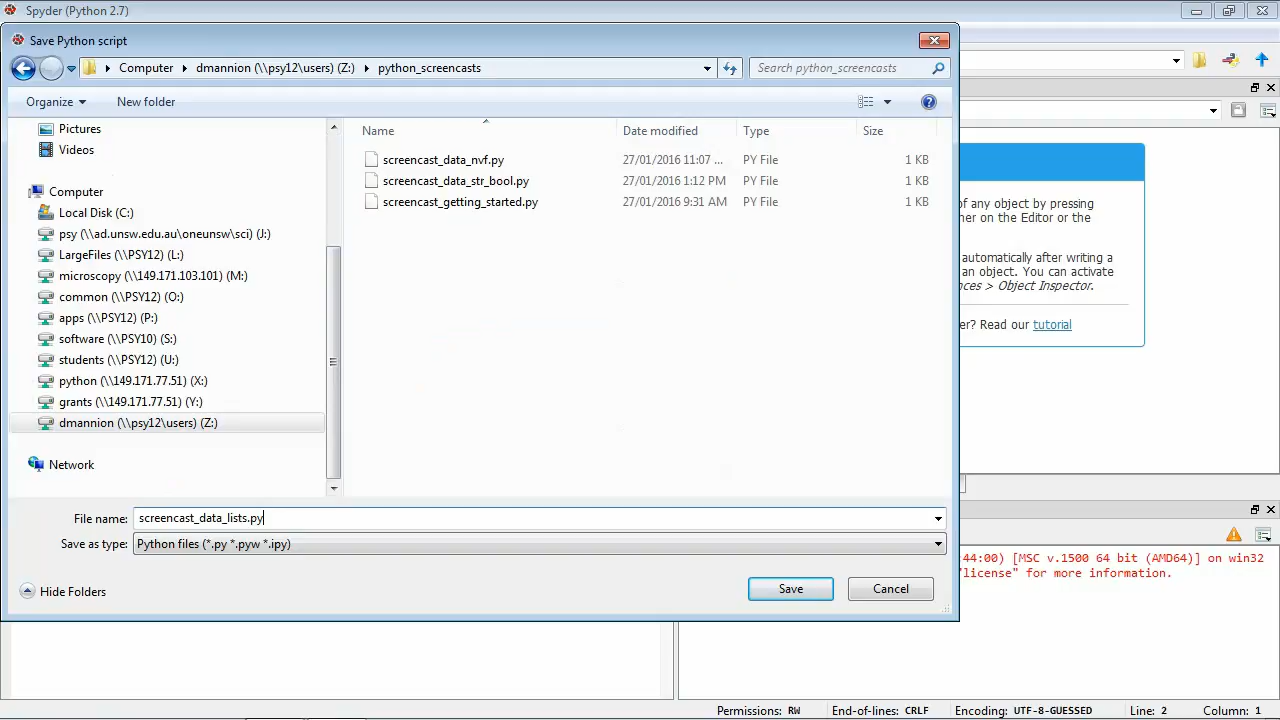 Spyder (Python 2.7)
Save Python script
Computer dmannion (\\psy12\users) (Z:) python_screencasts
Search python_screencasts
Organize New folder
Pictures
Videos
Computer
Local Disk (C:)
psy (\\ad.unsw.edu.au\oneunsw\sci) (J:)
LargeFiles (\\PSY12) (L:)
microscopy (\\149.171.103.101) (M:)
common (\\PSY12) (O:)
apps (\\PSY12) (P:)
software (\\PSY10) (S:)
students (\\PSY12) (U:)
python (\\149.171.77.51) (X:)
grants (\\149.171.77.51) (Y:)
dmannion (\\psy12\users) (Z:)
Network
Name Date modified Type Size
screencast_data_nvf.py 27/01/2016 11:07 ... PY File 1 KB
screencast_data_str_bool.py 27/01/2016 1:12 PM PY File 1 KB
screencast_getting_started.py 27/01/2016 9:31 AM PY File 1 KB
File name: screencast_data_lists.py
Save as type: Python files (*.py *.pyw *.ipy)
Hide Folders
Save Cancel
of any object by pressing
ner on the Editor or the
automatically after writing a
an object. You can activate
nces > Object Inspector.
er? Read our tutorial
:44:00) [MSC v.1500 64 bit (AMD64)] on win32
"license" for more information.
Permissions: RW End-of-lines: CRLF Encoding: UTF-8-GUESSED Line: 2 Column: 1